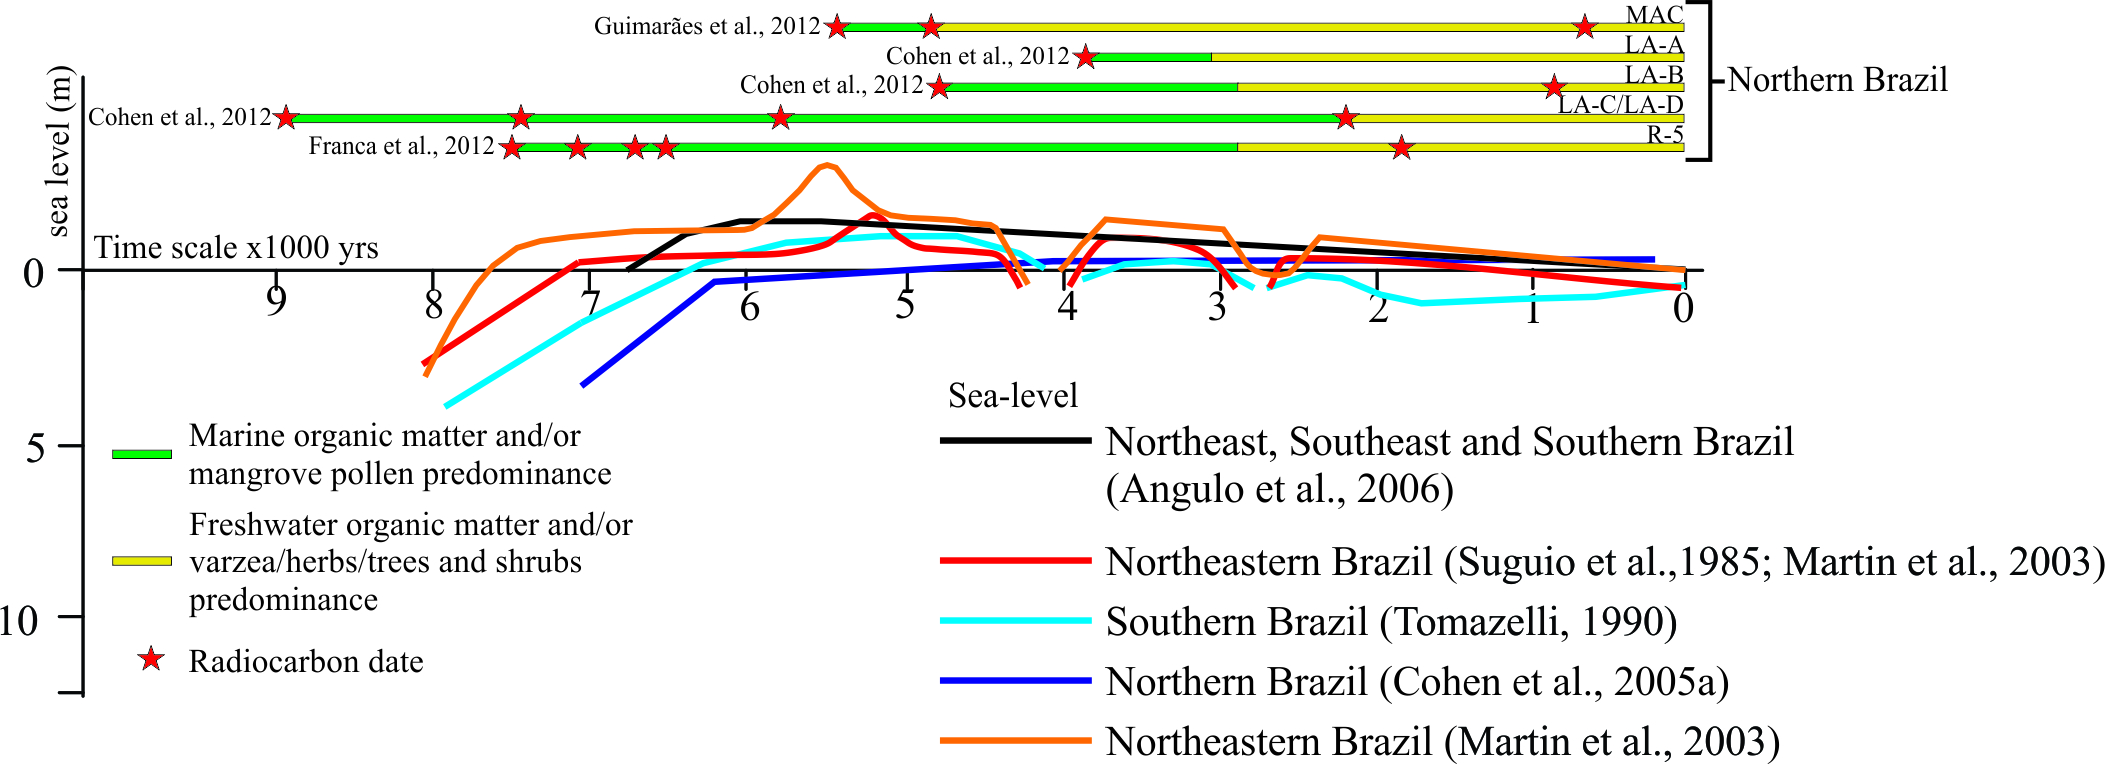 Guimarães et al., 2012
MAC
Cohen et al., 2012
LA-A
Cohen et al., 2012
LA-B
Northern Brazil
Cohen et al., 2012
LA-C/LA-D
Franca et al., 2012
R-5
sea level (m)
Time scale x1000 yrs
0
9 8 7 6 5 4 3 2 1 0
5
10
Marine organic matter and/or
mangrove pollen predominance
Freshwater organic matter and/or
varzea/herbs/trees and shrubs
predominance
Radiocarbon date
Sea-level
Northeast, Southeast and Southern Brazil
(Angulo et al., 2006)
Northeastern Brazil (Suguio et al.,1985; Martin et al., 2003)
Southern Brazil (Tomazelli, 1990)
Northern Brazil (Cohen et al., 2005a)
Northeastern Brazil (Martin et al., 2003)